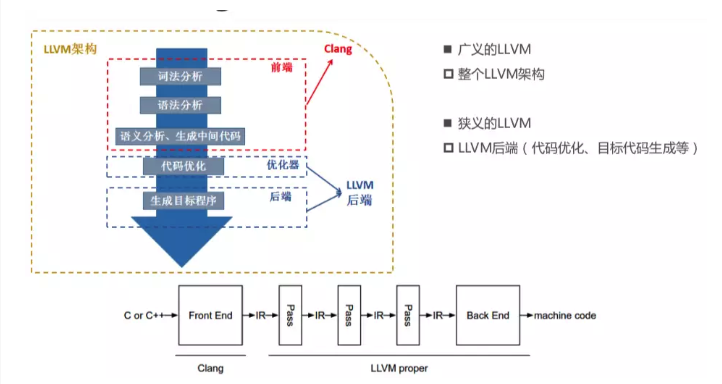 LLVM架构
Clang
前端
词法分析
语法分析
语义分析、生成中间代码
代码优化
优化器
生成目标程序
后端
LLVM
后端
■ 广义的LLVM
整个LLVM架构
■ 狭义的LLVM
LLVM后端（代码优化、目标代码生成等）
C or C++
Front End
IR
Pass
IR
Pass
IR
Pass
IR
Back End
machine code
Clang
LLVM proper